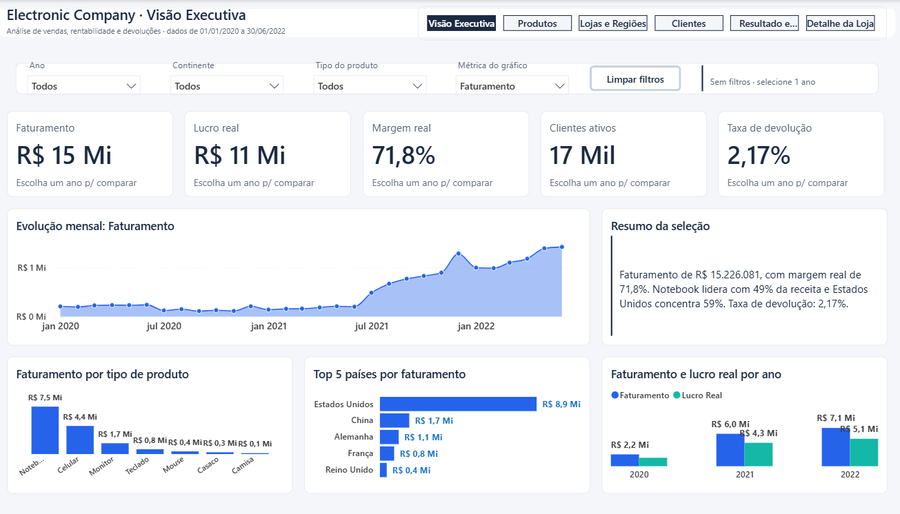 Electronic Company · Visão Executiva
Análise de vendas, rentabilidade e devoluções · dados de 01/01/2020 a 30/06/2022
Visão Executiva
Produtos
Lojas e Regiões
Clientes
Resultado e...
Detalhe da Loja
Ano
Todos
Continente
Todos
Tipo do produto
Todos
Métrica do gráfico
Faturamento
Limpar filtros
Sem filtros · selecione 1 ano
Faturamento
R$ 15 Mi
Escolha um ano p/ comparar
Lucro real
R$ 11 Mi
Escolha um ano p/ comparar
Margem real
71,8%
Escolha um ano p/ comparar
Clientes ativos
17 Mil
Escolha um ano p/ comparar
Taxa de devolução
2,17%
Escolha um ano p/ comparar
Evolução mensal: Faturamento
R$ 1 Mi
R$ 0 Mi
jan 2020
jul 2020
jan 2021
jul 2021
jan 2022
Resumo da seleção
Faturamento de R$ 15.226.081, com margem real de
71,8%. Notebook lidera com 49% da receita e Estados
Unidos concentra 59%. Taxa de devolução: 2,17%.
Faturamento por tipo de produto
R$ 7,5 Mi
R$ 4,4 Mi
R$ 1,7 Mi
R$ 0,8 Mi
R$ 0,4 Mi
R$ 0,3 Mi
R$ 0,1 Mi
Noteb...
Celular
Monitor
Teclado
Mouse
Casaco
Camisa
Top 5 países por faturamento
Estados Unidos
R$ 8,9 Mi
China
R$ 1,7 Mi
Alemanha
R$ 1,1 Mi
França
R$ 0,8 Mi
Reino Unido
R$ 0,4 Mi
Faturamento e lucro real por ano
Faturamento
Lucro Real
R$ 2,2 Mi
R$ 6,0 Mi
R$ 4,3 Mi
R$ 7,1 Mi
R$ 5,1 Mi
2020
2021
2022